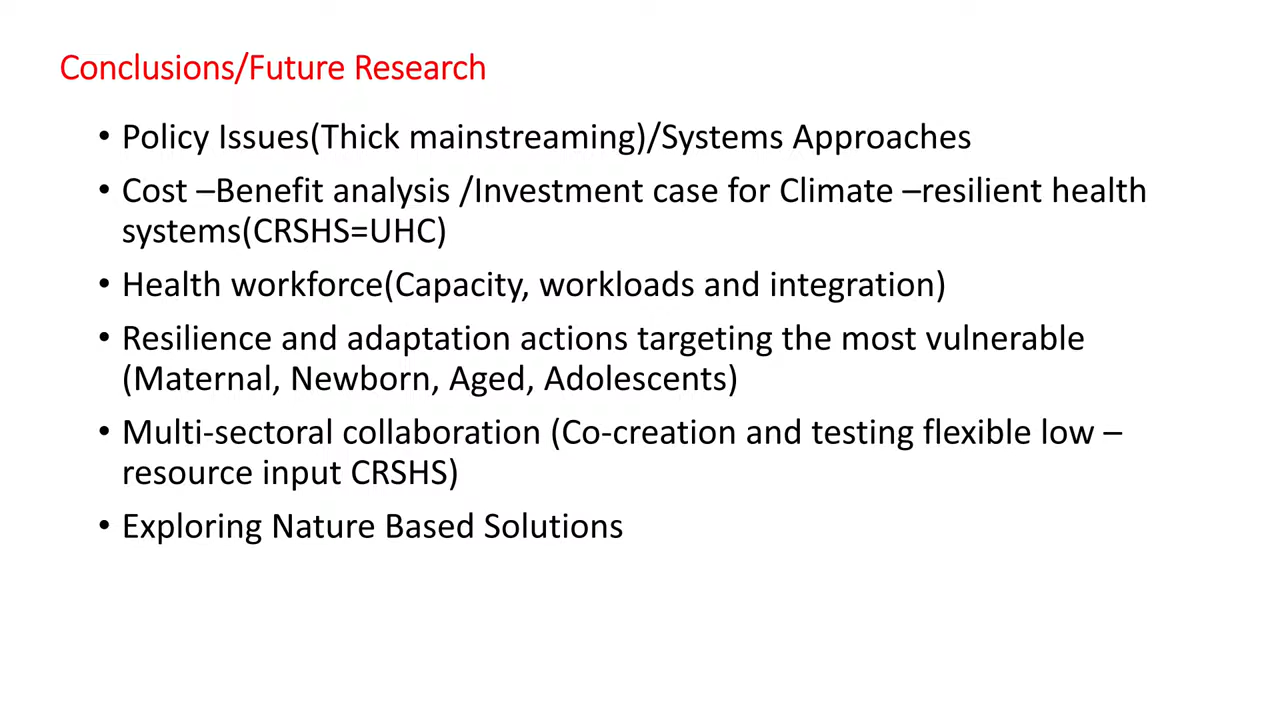 Conclusions/Future Research
• Policy Issues(Thick mainstreaming)/Systems Approaches
• Cost –Benefit analysis /Investment case for Climate –resilient health
systems(CRSHS=UHC)
• Health workforce(Capacity, workloads and integration)
• Resilience and adaptation actions targeting the most vulnerable
(Maternal, Newborn, Aged, Adolescents)
• Multi-sectoral collaboration (Co-creation and testing flexible low –
resource input CRSHS)
• Exploring Nature Based Solutions